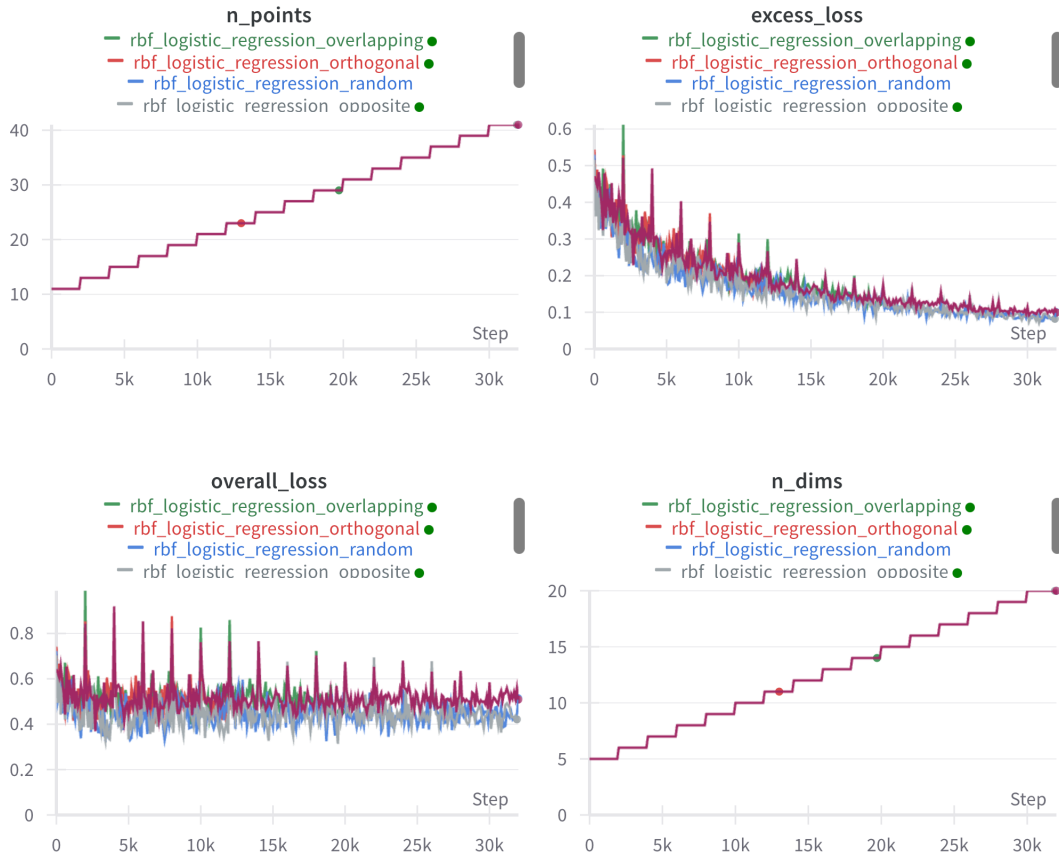 n_points
rbf_logistic_regression_overlapping
rbf_logistic_regression_orthogonal
rbf_logistic_regression_random
rbf_logistic_regression_opposite
40
30
20
10
0
Step
0 5k 10k 15k 20k 25k 30k
excess_loss
rbf_logistic_regression_overlapping
rbf_logistic_regression_orthogonal
rbf_logistic_regression_random
rbf_logistic_regression_opposite
0.6
0.5
0.4
0.3
0.2
0.1
0
Step
0 5k 10k 15k 20k 25k 30k
overall_loss
rbf_logistic_regression_overlapping
rbf_logistic_regression_orthogonal
rbf_logistic_regression_random
rbf_logistic_regression_opposite
0.8
0.6
0.4
0.2
0
Step
0 5k 10k 15k 20k 25k 30k
n_dims
rbf_logistic_regression_overlapping
rbf_logistic_regression_orthogonal
rbf_logistic_regression_random
rbf_logistic_regression_opposite
20
15
10
5
0
Step
0 5k 10k 15k 20k 25k 30k